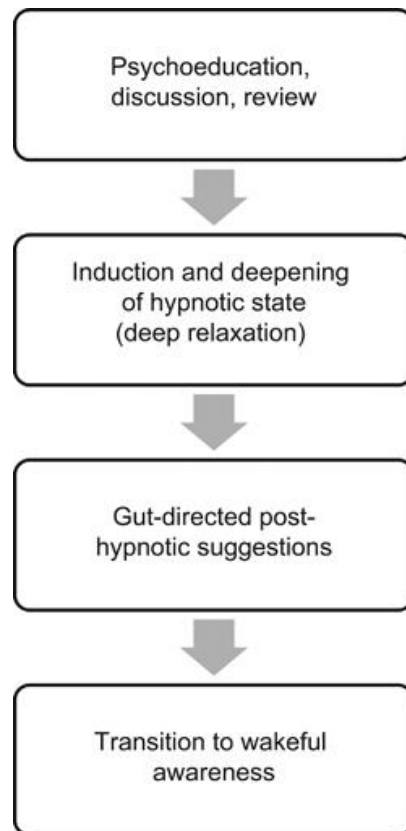 Psychoeducation,
discussion, review
Induction and deepening
of hypnotic state
(deep relaxation)
Gut-directed post-
hypnotic suggestions
Transition to wakeful
awareness